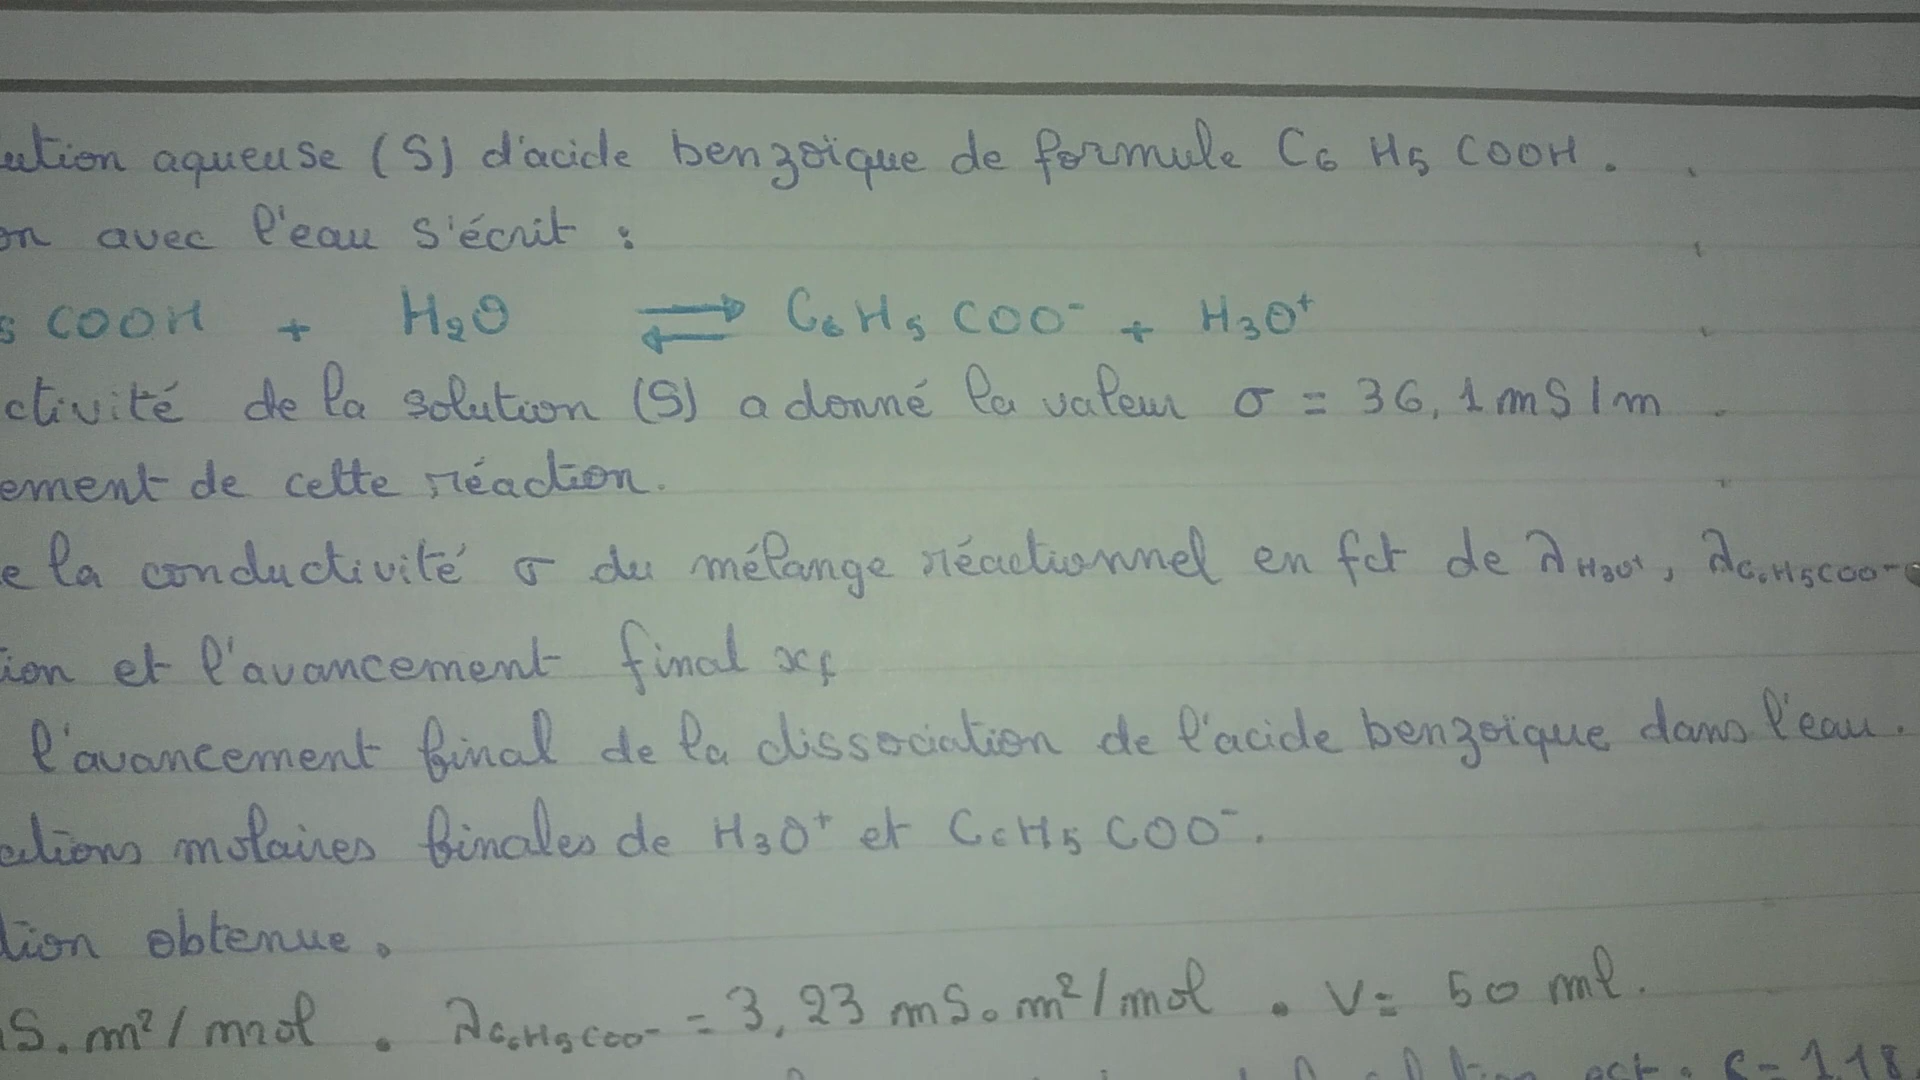 ution aqueuse (S) d'acide benzoïque de formule C6 H5 COOH.
on avec l'eau s'écrit :
5 COOH + H2O ⇌ C6H5 COO- + H3O+
ctivité de la solution (S) a donné la valeur σ = 36,1 mS/m
ement de cette réaction.
e la conductivité σ du mélange réactionnel en fct de λH3O+, λC6H5COO-
ion et l'avancement final xf
l'avancement final de la dissociation de l'acide benzoïque dans l'eau.
ations molaires finales de H3O+ et C6H5 COO-.
tion obtenue.
S.m²/mol . λC6H5COO- = 3,23 mS.m²/mol . V= 50 ml.